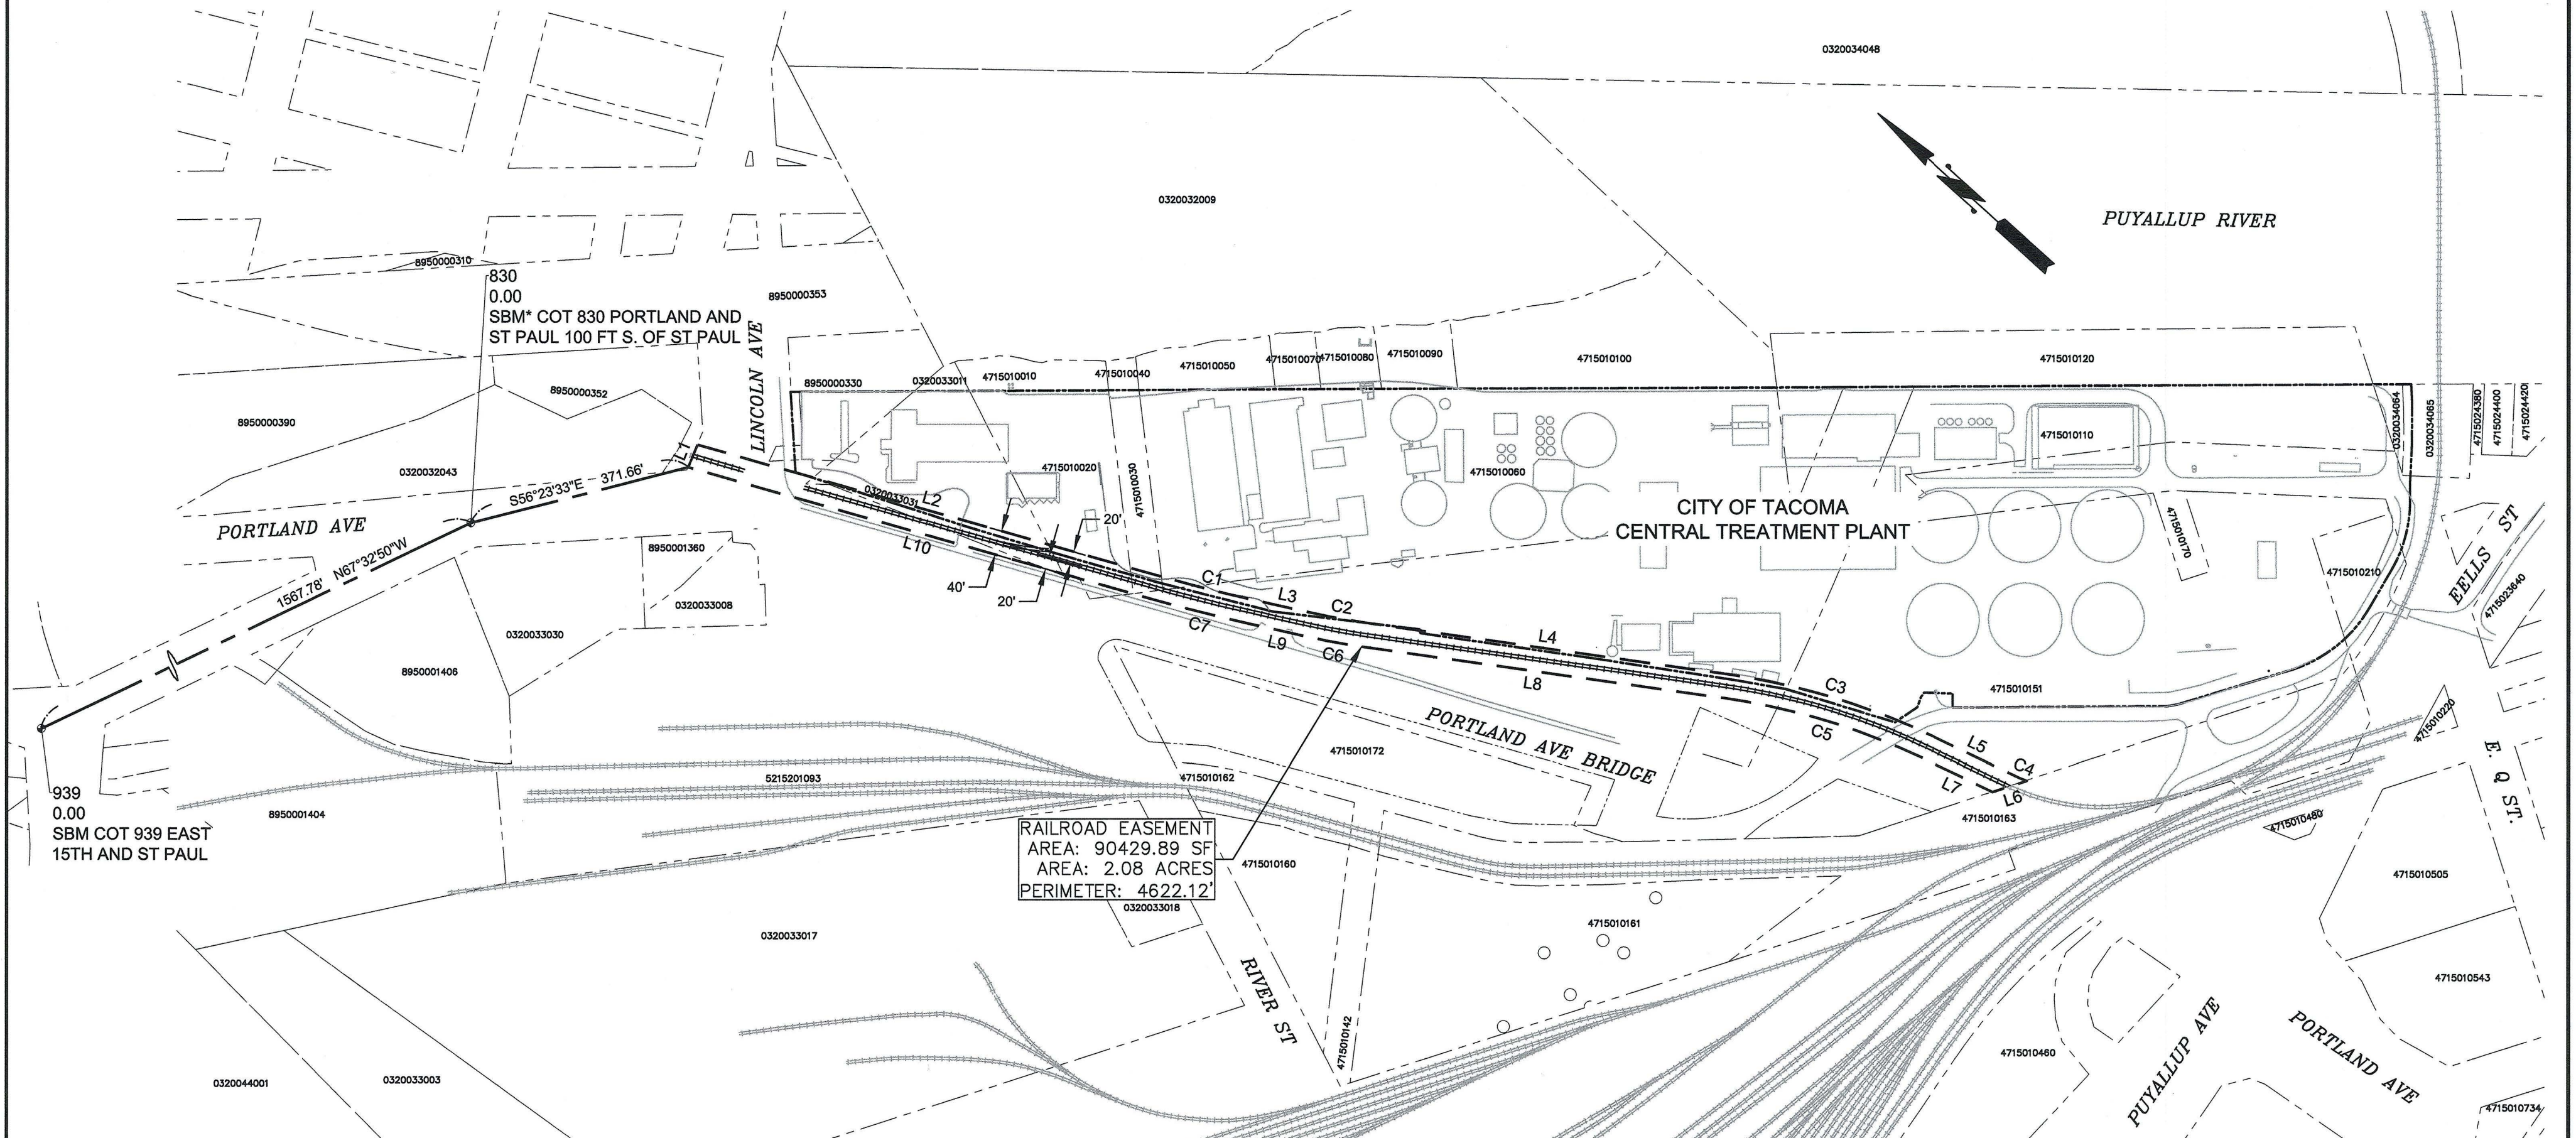 0320034048
0320032009
PUYALLUP RIVER
8950000310
830
0.00
SBM* COT 830 PORTLAND AND
ST PAUL 100 FT S. OF ST PAUL
8950000353
LINCOLN AVE
8950000330
0320033011
4715010010
4715010040
4715010050
4715010070
4715010080
4715010090
4715010100
4715010120
8950000352
8950000390
0320032043
L1
S56°23'33"E 371.66'
PORTLAND AVE
1567.78' N67°32'50"W
8950001360
0320033008
0320033030
8950001406
0320033031
L2
L10
4715010020
4715010030
20'
40'
20'
4715010060
CITY OF TACOMA
CENTRAL TREATMENT PLANT
4715010110
0320034064
0320034065
4715024380
4715024400
4715024420
4715010170
4715010210
EELLS ST
4715023640
C1
L3
C2
L4
C3
C7
L9
C6
L8
C5
L5
C4
L7
L6
4715010151
4715010220
4715010163
4715010480
E. Q ST.
PORTLAND AVE BRIDGE
4715010172
4715010162
5215201093
939
0.00
SBM COT 939 EAST
15TH AND ST PAUL
8950001404
RAILROAD EASEMENT
AREA: 90429.89 SF
AREA: 2.08 ACRES
PERIMETER: 4622.12'
4715010160
0320033018
0320033017
RIVER ST
4715010142
4715010161
4715010505
4715010543
4715010460
PUYALLUP AVE
PORTLAND AVE
4715010734
0320044001
0320033003